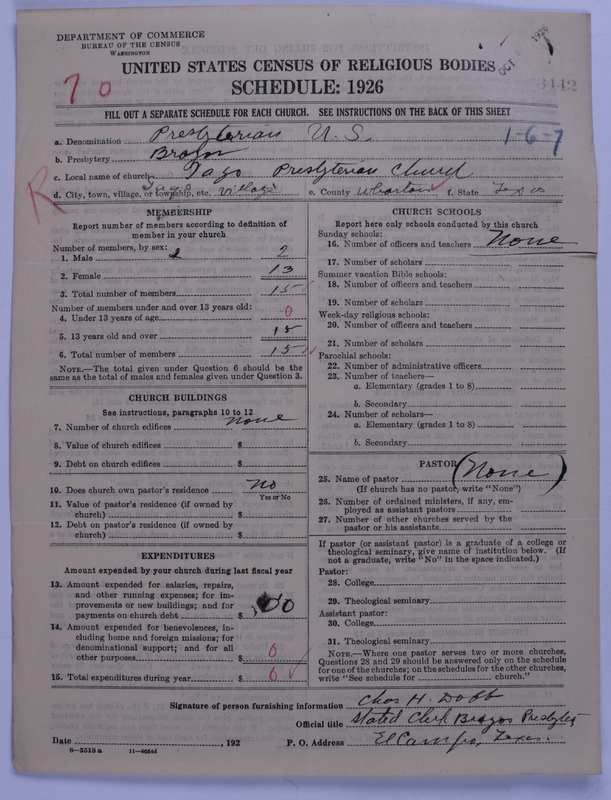 DEPARTMENT OF COMMERCE
BUREAU OF THE CENSUS
WASHINGTON
OCT 1926
UNITED STATES CENSUS OF RELIGIOUS BODIES
70
SCHEDULE: 1926
FILL OUT A SEPARATE SCHEDULE FOR EACH CHURCH. SEE INSTRUCTIONS ON THE BACK OF THIS SHEET
a. Denomination Presbyterian U. S. 1-6-7
b. Presbytery Brazos
c. Local name of church Iago Presbyterian Church
R d. City, town, village, or township, etc. Iago Village e. County Wharton f. State Texas
MEMBERSHIP
Report number of members according to definition of
member in your church
Number of members, by sex:
1. Male 2
2. Female 13
3. Total number of members 15
Number of members under and over 13 years old:
4. Under 13 years of age 0
5. 13 years old and over 15
6. Total number of members 15
NOTE.—The total given under Question 6 should be
same as the total of males and females given under Question 3.
CHURCH BUILDINGS
See instructions, paragraphs 10 to 12
7. Number of church edifices none
8. Value of church edifices $
9. Debt on church edifices $
10. Does church own pastor's residence no
Yes or No
11. Value of pastor's residence (if owned by
church) $
12. Debt on pastor's residence (if owned by
church) $
EXPENDITURES
Amount expended by your church during last fiscal year
13. Amount expended for salaries, repairs,
and other running expenses; for im-
provements or new buildings; and for
payments on church debt $ 00
14. Amount expended for benevolences, in-
cluding home and foreign missions; for
denominational support; and for all
other purposes $ 0
15. Total expenditures during year $ 0
CHURCH SCHOOLS
Report here only schools conducted by this church
Sunday schools:
16. Number of officers and teachers None
17. Number of scholars
Summer vacation Bible schools:
18. Number of officers and teachers
19. Number of scholars
Week-day religious schools:
20. Number of officers and teachers
21. Number of scholars
Parochial schools:
22. Number of administrative officers
23. Number of teachers—
a. Elementary (grades 1 to 8)
b. Secondary
24. Number of scholars—
a. Elementary (grades 1 to 8)
b. Secondary
PASTOR
25. Name of pastor (None)
(If church has no pastor, write "None")
26. Number of ordained ministers, if any, em-
ployed as assistant pastors
27. Number of other churches served by the
pastor or his assistants
If pastor (or assistant pastor) is a graduate of a college or
theological seminary, give name of institution below. (If
not a graduate, write "No" in the space indicated.)
Pastor:
28. College
29. Theological seminary
Assistant pastor:
30. College
31. Theological seminary
NOTE.—Where one pastor serves two or more churches,
Questions 28 and 29 should be answered only on the schedule
for one of the churches; on the schedules for the other churches,
write "See schedule for church."
Signature of person furnishing information Chas H. Dobbs
Official title Stated Clerk Brazos Presbytery
Date , 192 P. O. Address El Campo, Texas.
8-5513 a